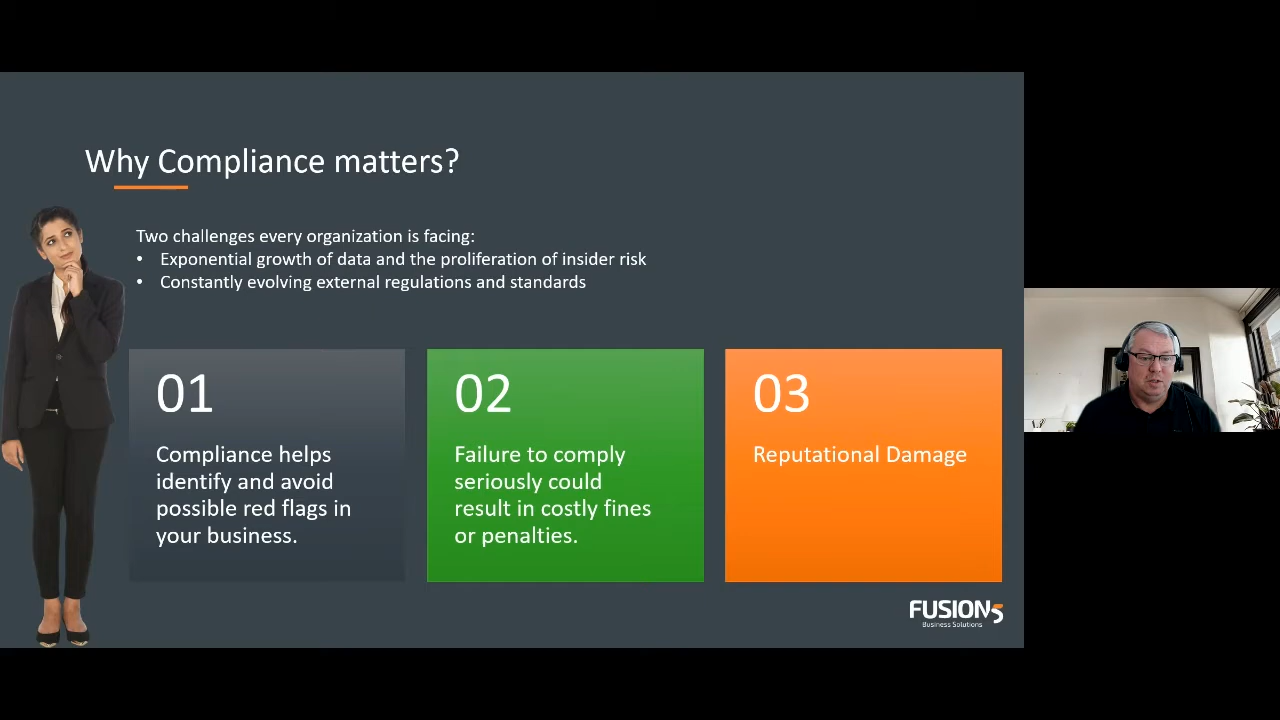 Why Compliance matters?
Two challenges every organization is facing:
• Exponential growth of data and the proliferation of insider risk
• Constantly evolving external regulations and standards
01
Compliance helps
identify and avoid
possible red flags in
your business.
02
Failure to comply
seriously could
result in costly fines
or penalties.
03
Reputational Damage
FUSION5
Business Solutions